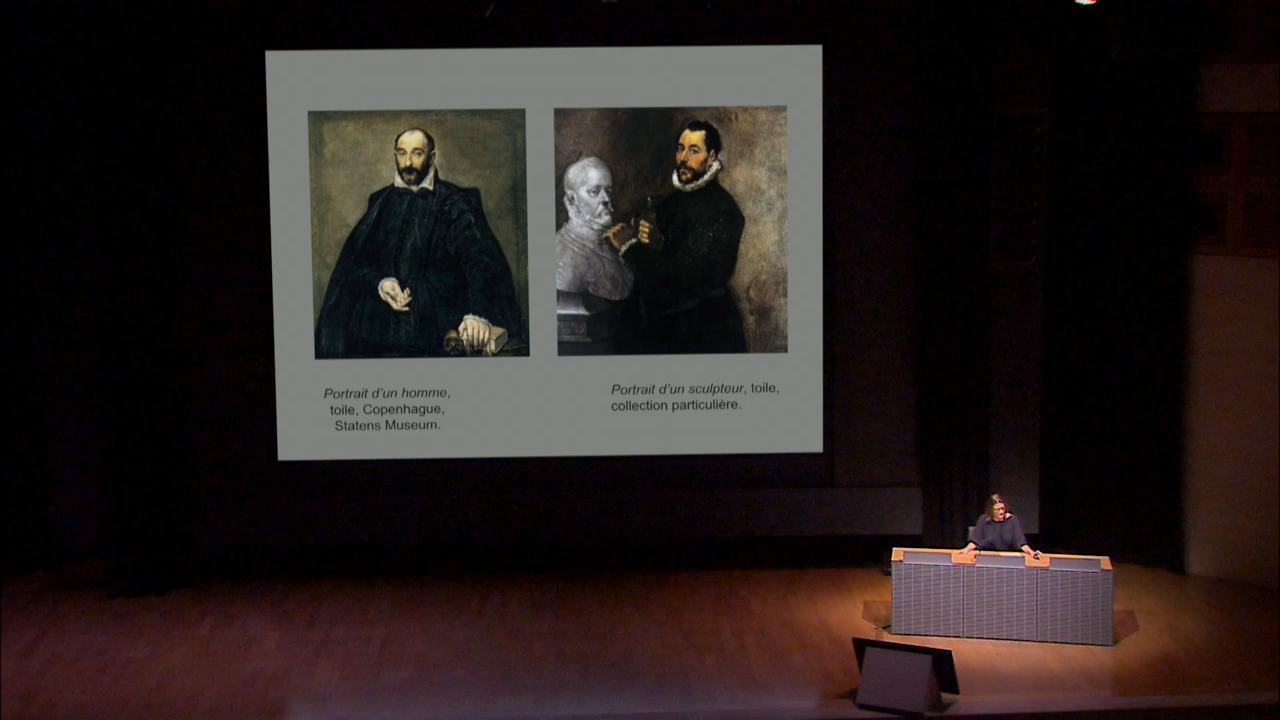 Portrait d'un homme,
toile, Copenhague,
Statens Museum.
Portrait d'un sculpteur, toile,
collection particulière.